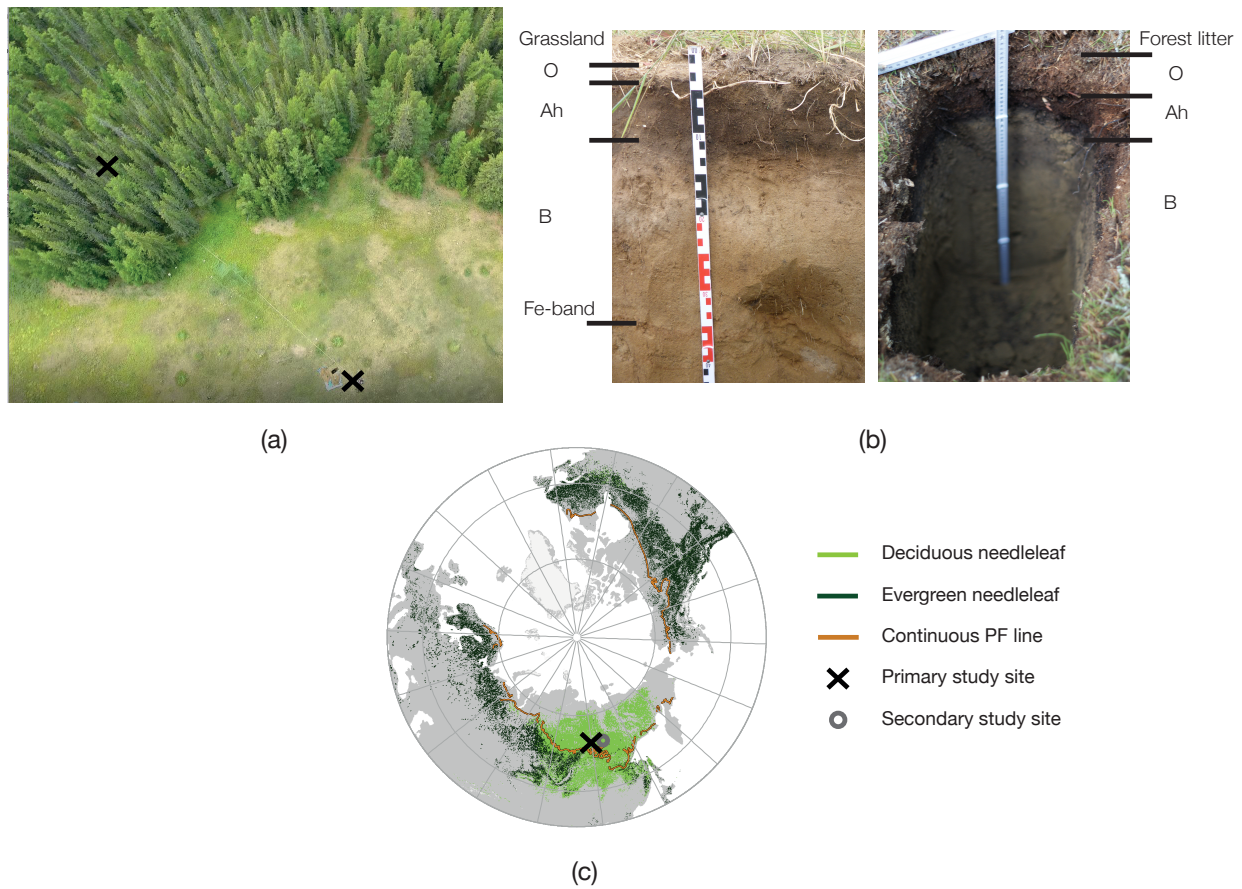 Grassland
O
Ah
B
Fe-band
Forest litter
O
Ah
B
(a)
(b)
Deciduous needleleaf
Evergreen needleleaf
Continuous PF line
Primary study site
Secondary study site
(c)